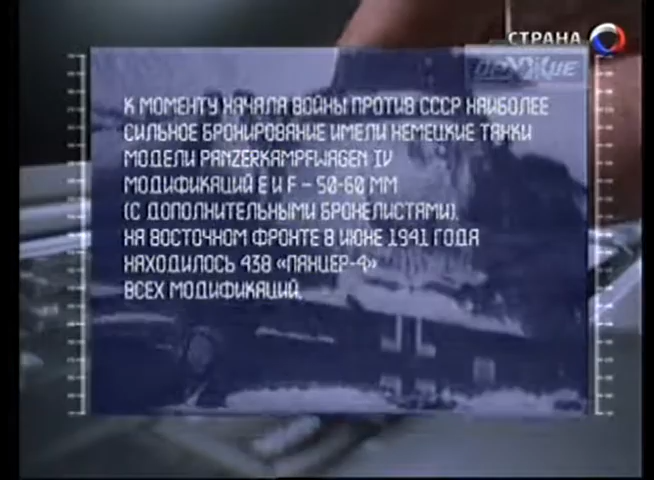 СТРАНА
ОРУЖИЕ
К МОМЕНТУ НАЧАЛА ВОЙНЫ ПРОТИВ СССР НАИБОЛЕЕ
СИЛЬНОЕ БРОНИРОВАНИЕ ИМЕЛИ НЕМЕЦКИЕ ТАНКИ
МОДЕЛИ PANZERKAMPFWAGEN IV
МОДИФИКАЦИЙ E И F – 50-60 ММ
(С ДОПОЛНИТЕЛЬНЫМИ БРОНЕЛИСТАМИ).
НА ВОСТОЧНОМ ФРОНТЕ В ИЮНЕ 1941 ГОДА
НАХОДИЛОСЬ 438 «ПАНЦЕР-4»
ВСЕХ МОДИФИКАЦИЙ.